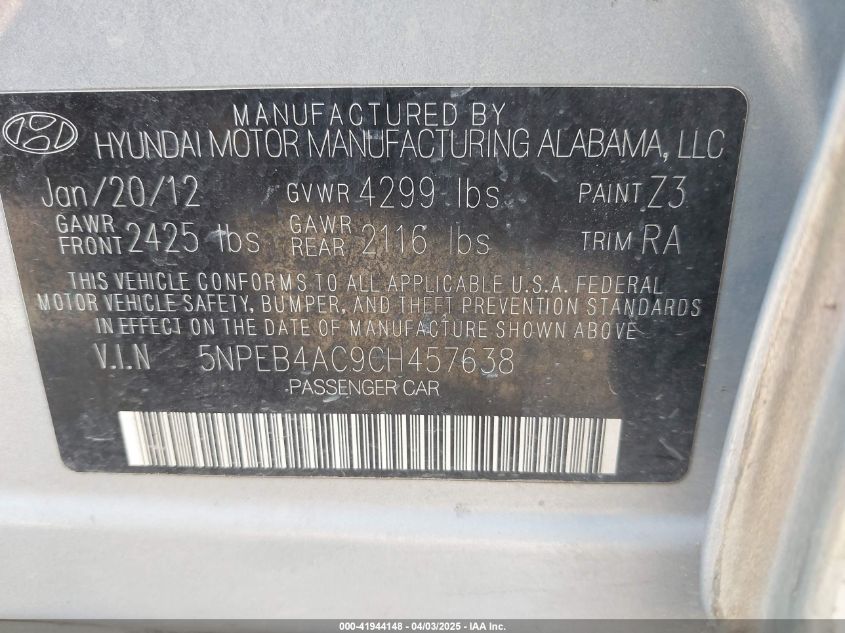 MANUFACTURED BY
HYUNDAI MOTOR MANUFACTURING ALABAMA, LLC
Jan/20/12 GVWR 4299 lbs PAINT Z3
GAWR FRONT 2425 lbs GAWR REAR 2116 lbs TRIM RA
THIS VEHICLE CONFORMS TO ALL APPLICABLE U.S.A. FEDERAL
MOTOR VEHICLE SAFETY, BUMPER, AND THEFT PREVENTION STANDARDS
IN EFFECT ON THE DATE OF MANUFACTURE SHOWN ABOVE.
V.I.N 5NPEB4AC9CH457638
PASSENGER CAR
000-41944148 - 04/03/2025 - IAA Inc.